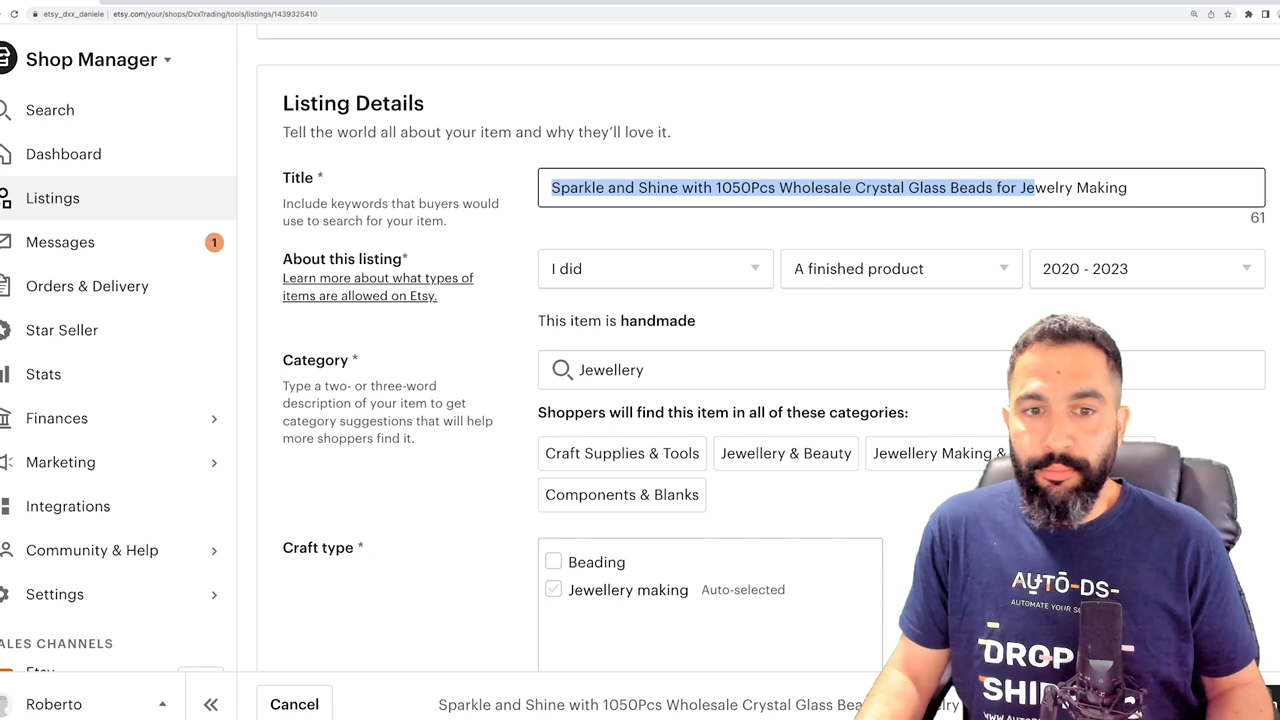 etsy_dxx_daniele | etsy.com/your/shops/DxxTrading/tools/listings/1439325410
Shop Manager
Search
Dashboard
Listings
Messages 1
Orders & Delivery
Star Seller
Stats
Finances
Marketing
Integrations
Community & Help
Settings
ALES CHANNELS
Etsy
Roberto
Listing Details
Tell the world all about your item and why they'll love it.
Title *
Include keywords that buyers would
use to search for your item.
Sparkle and Shine with 1050Pcs Wholesale Crystal Glass Beads for Jewelry Making
61
About this listing*
Learn more about what types of
items are allowed on Etsy.
I did
A finished product
2020 - 2023
This item is handmade
Category *
Type a two- or three-word
description of your item to get
category suggestions that will help
more shoppers find it.
Jewellery
Shoppers will find this item in all of these categories:
Craft Supplies & Tools
Jewellery & Beauty
Jewellery Making &
Components & Blanks
Craft type *
Beading
Jewellery making Auto-selected
Cancel
Sparkle and Shine with 1050Pcs Wholesale Crystal Glass Bea
elry
AUTO-DS-
AUTOMATE YOUR
DROP
SHI